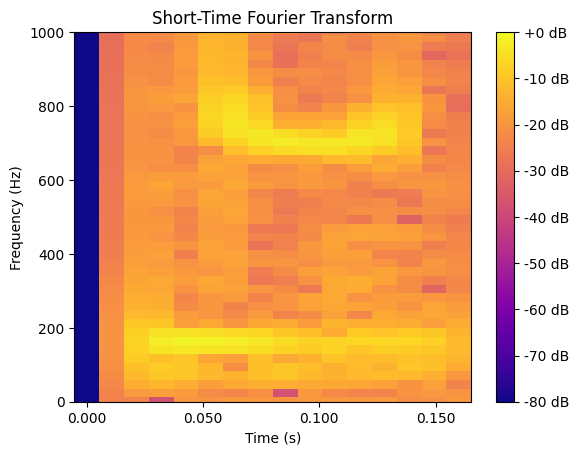 Short-Time Fourier Transform
1000
800
600
400
200
0
Frequency (Hz)
0.000
0.050
0.100
0.150
Time (s)
+0 dB
-10 dB
-20 dB
-30 dB
-40 dB
-50 dB
-60 dB
-70 dB
-80 dB